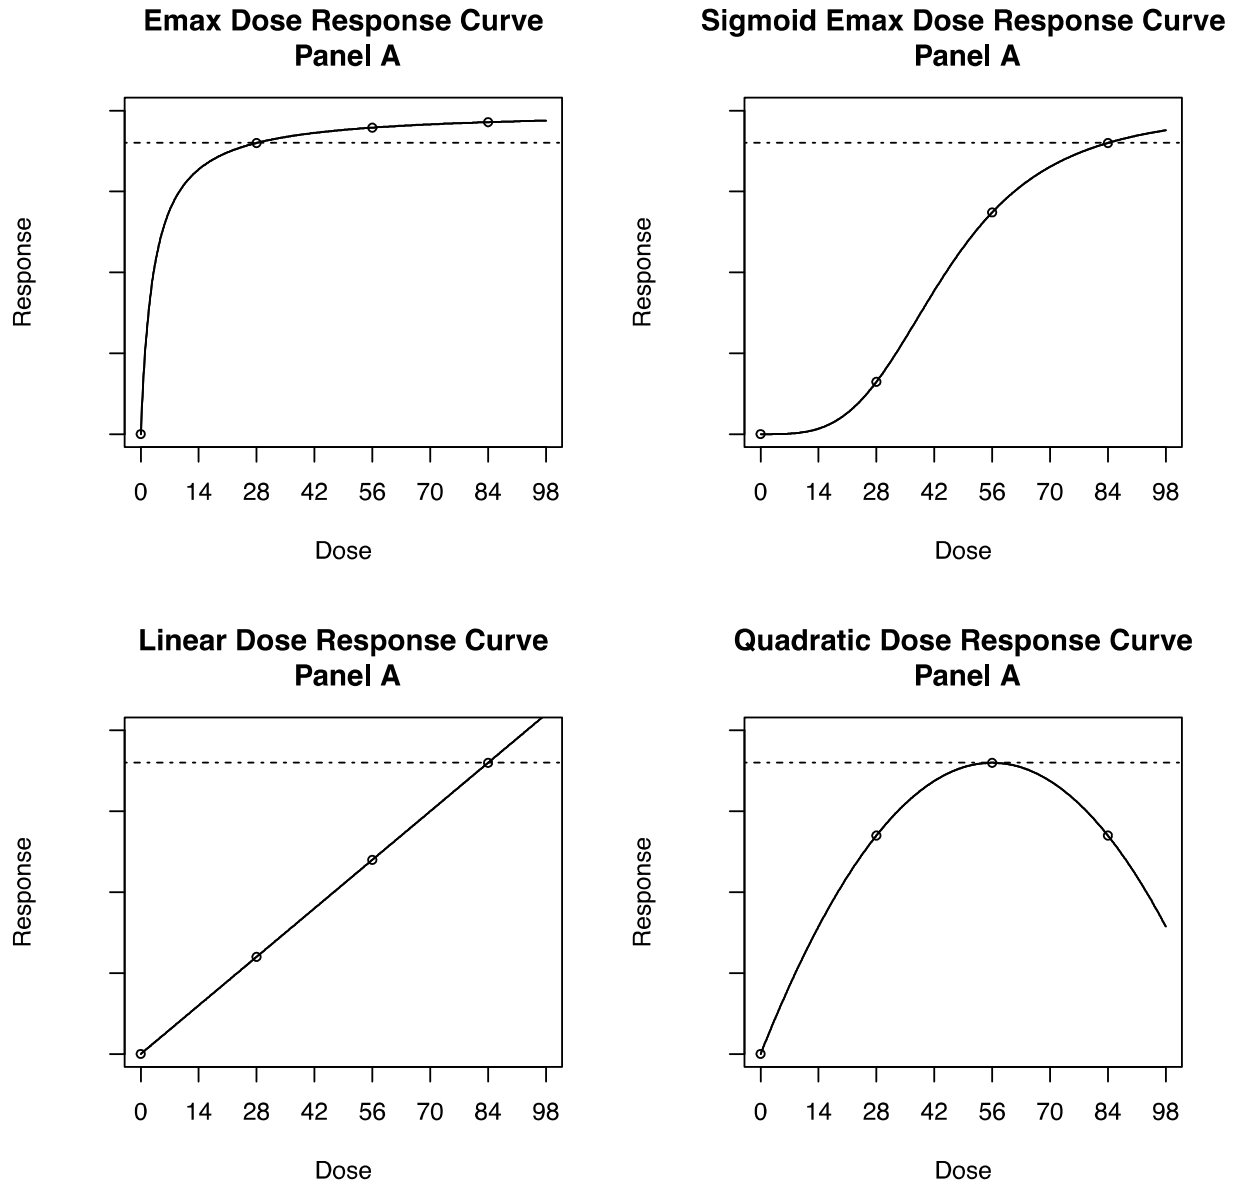 Emax Dose Response Curve
Panel A
Response
0 14 28 42 56 70 84 98
Dose
Sigmoid Emax Dose Response Curve
Panel A
Response
0 14 28 42 56 70 84 98
Dose
Linear Dose Response Curve
Panel A
Response
0 14 28 42 56 70 84 98
Dose
Quadratic Dose Response Curve
Panel A
Response
0 14 28 42 56 70 84 98
Dose